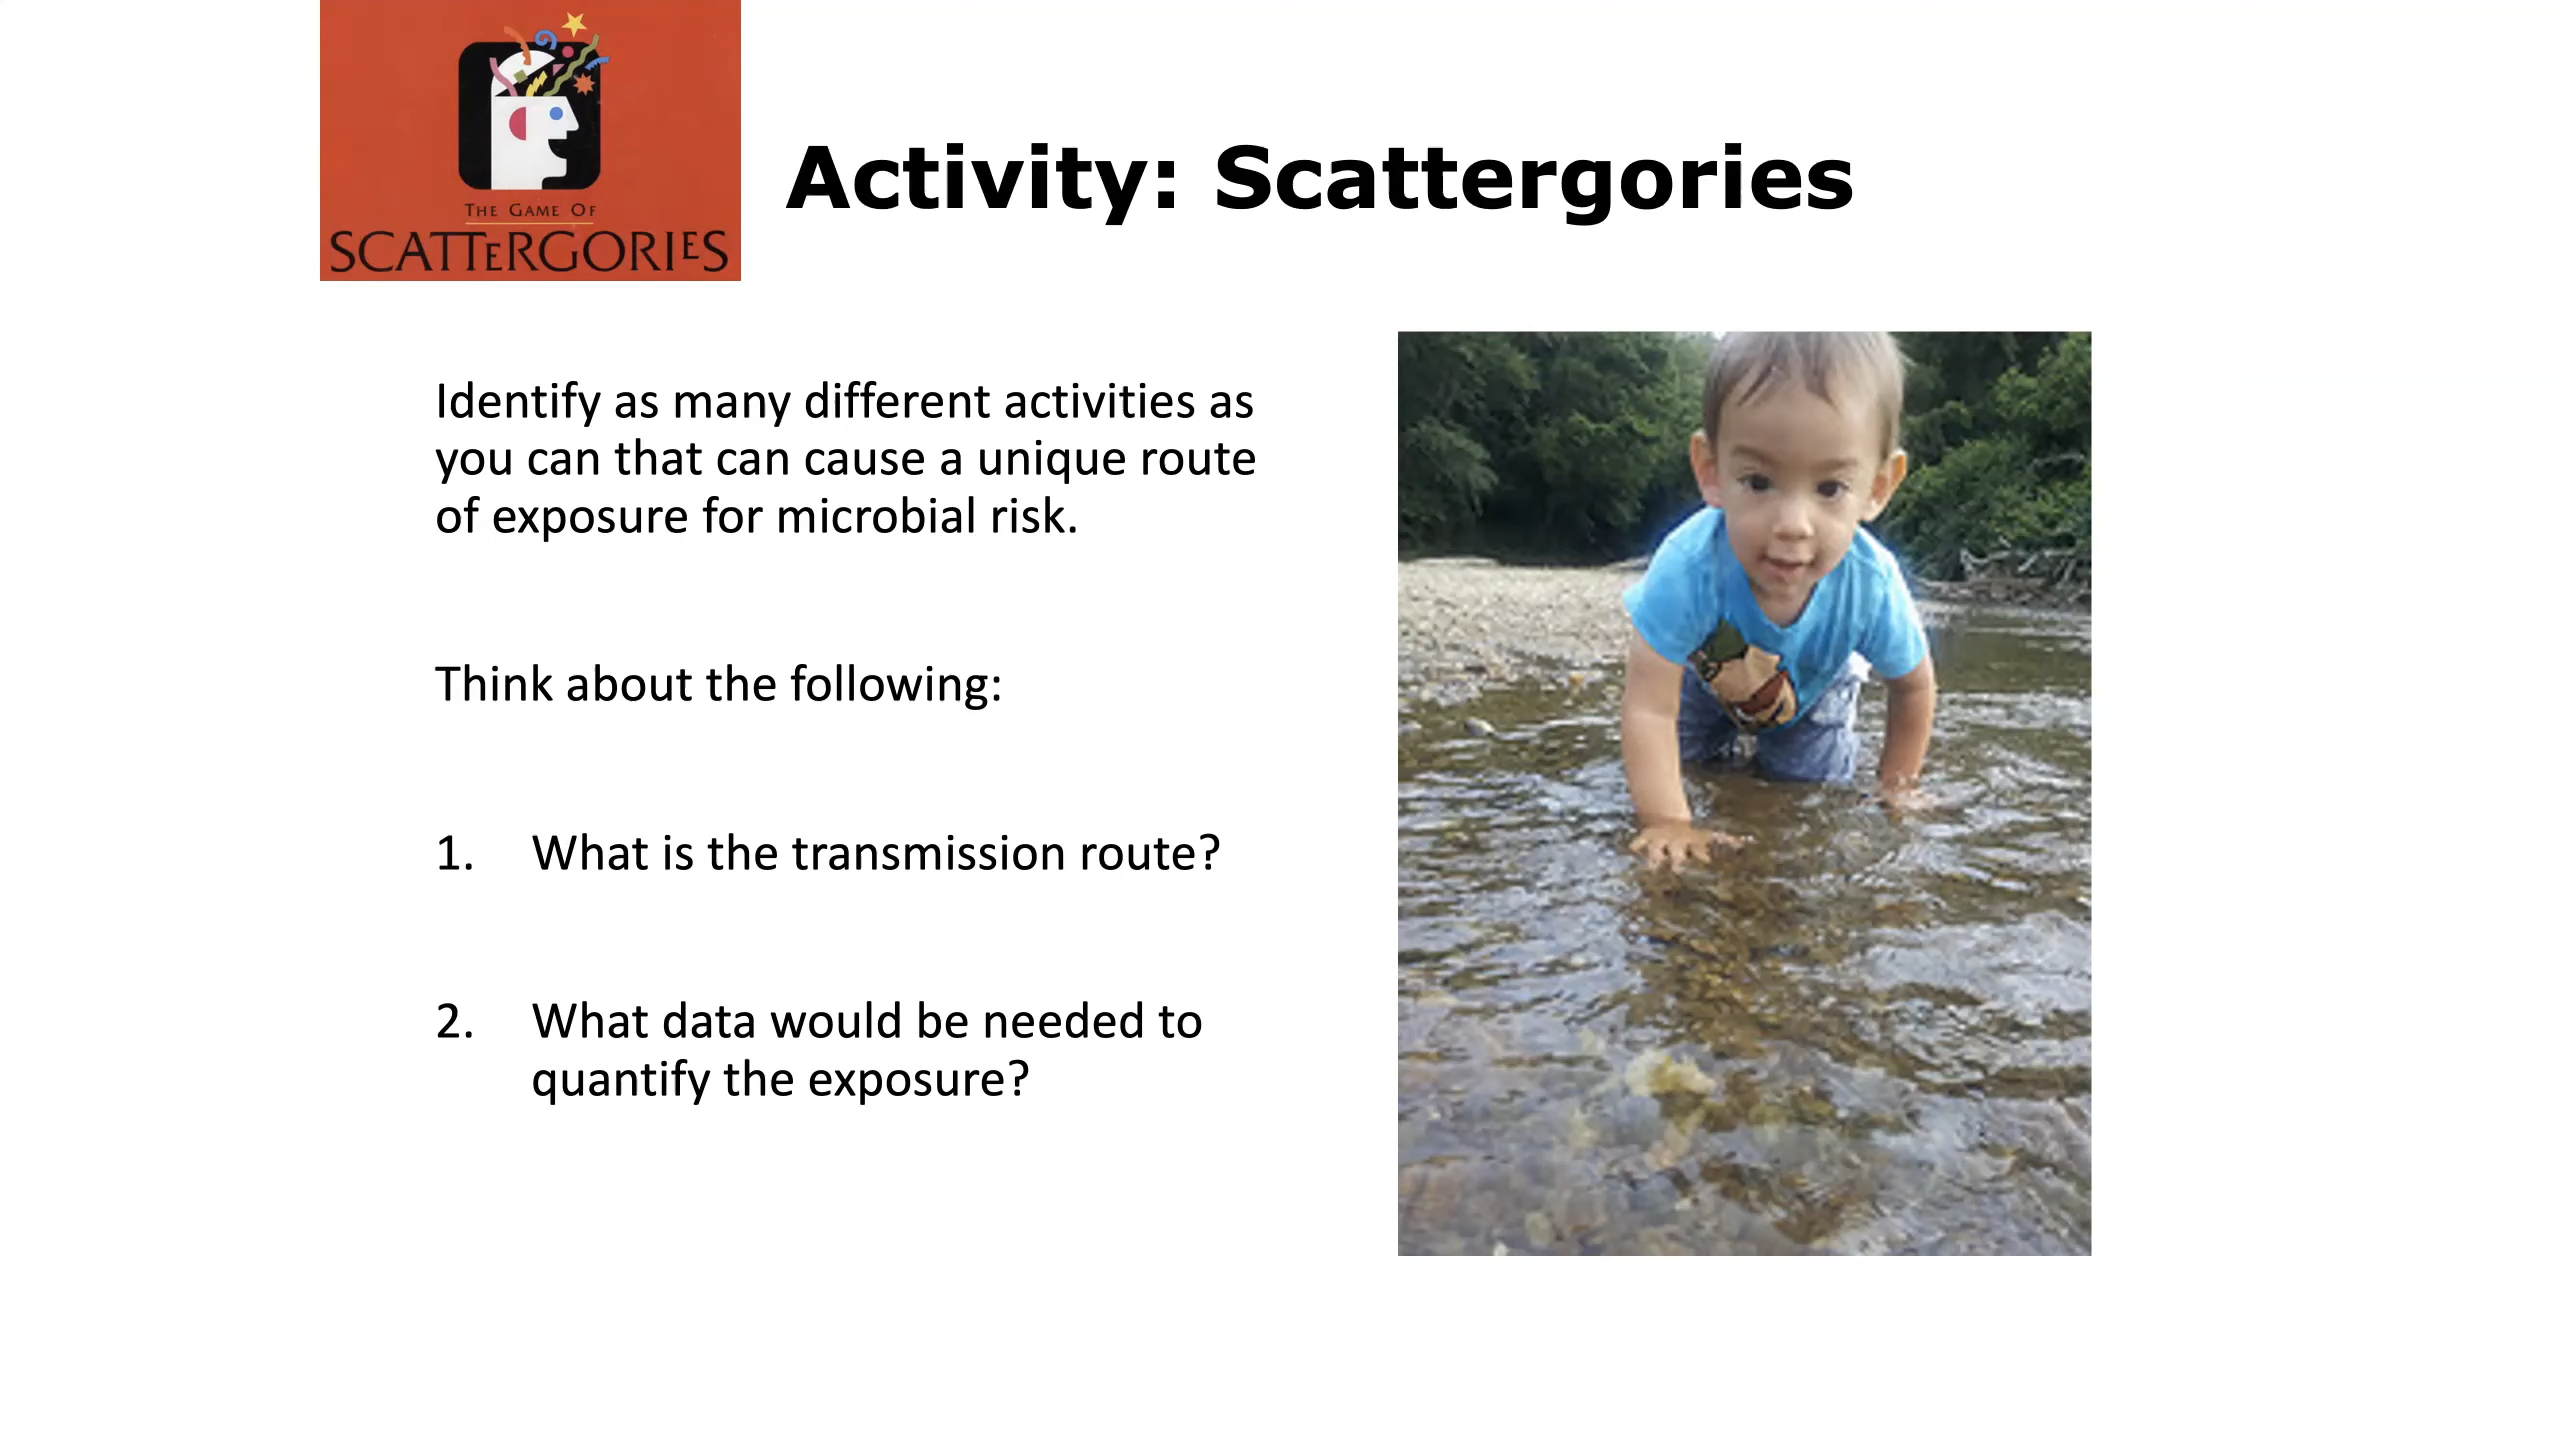 THE GAME OF
SCATTERGORIES
Activity: Scattergories
Identify as many different activities as
you can that can cause a unique route
of exposure for microbial risk.
Think about the following:
1. What is the transmission route?
2. What data would be needed to
quantify the exposure?